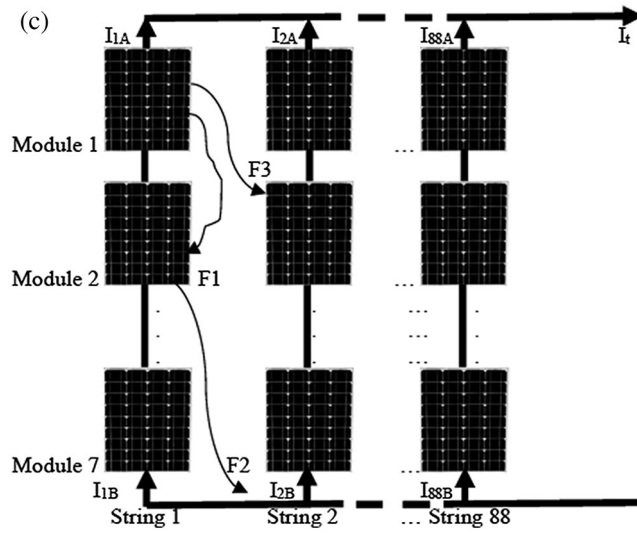 (c)
I1A I2A I88A It
Module 1 ...
F3
Module 2 F1 ...
...
...
...
Module 7 F2 ...
I1B I2B I88B
String 1 String 2 ... String 88